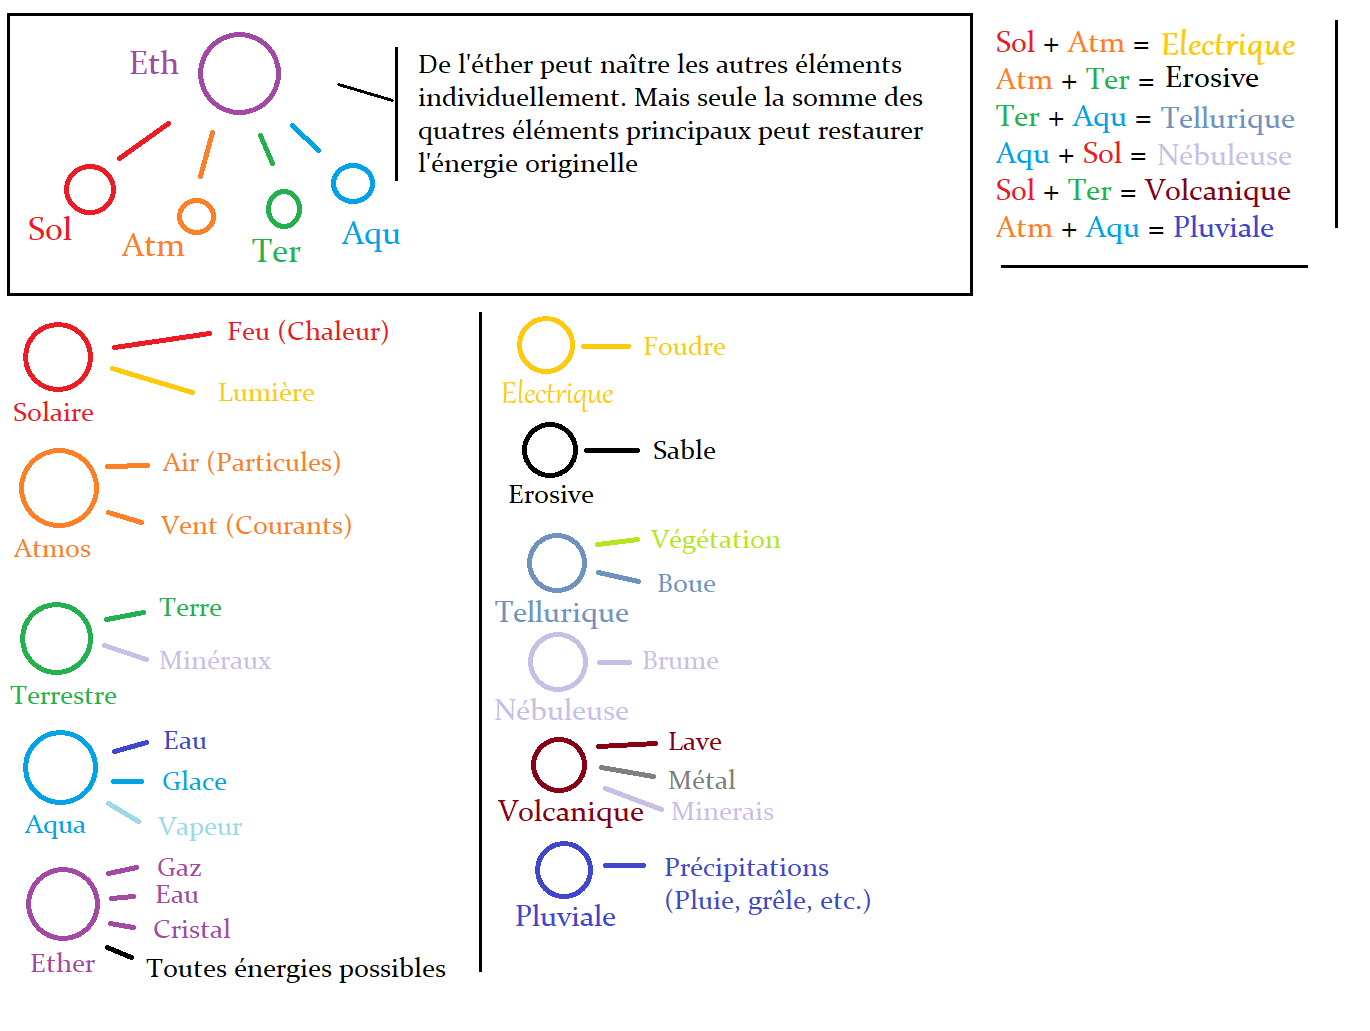 Eth
Sol
Atm
Ter
Aqu
De l'éther peut naître les autres éléments
individuellement. Mais seule la somme des
quatres éléments principaux peut restaurer
l'énergie originelle
Sol + Atm = Electrique
Atm + Ter = Erosive
Ter + Aqu = Tellurique
Aqu + Sol = Nébuleuse
Sol + Ter = Volcanique
Atm + Aqu = Pluviale
Feu (Chaleur)
Lumière
Solaire
Air (Particules)
Vent (Courants)
Atmos
Terre
Minéraux
Terrestre
Eau
Glace
Vapeur
Aqua
Gaz
Eau
Cristal
Toutes énergies possibles
Ether
Foudre
Electrique
Sable
Erosive
Végétation
Boue
Tellurique
Brume
Nébuleuse
Lave
Métal
Minerais
Volcanique
Précipitations
(Pluie, grêle, etc.)
Pluviale